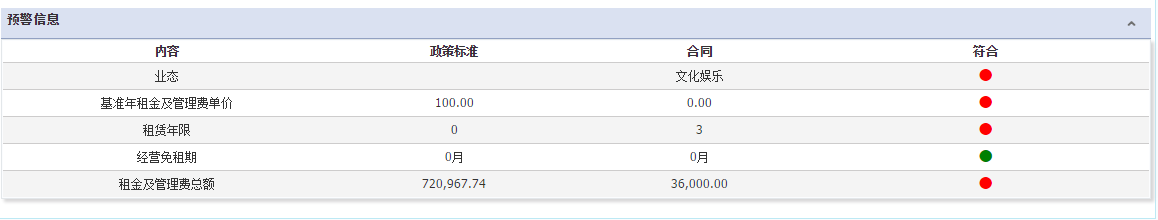 预警信息
内容 政策标准 合同 符合
业态 文化娱乐
基准年租金及管理费单价 100.00 0.00
租赁年限 0 3
经营免租期 0月 0月
租金及管理费总额 720,967.74 36,000.00